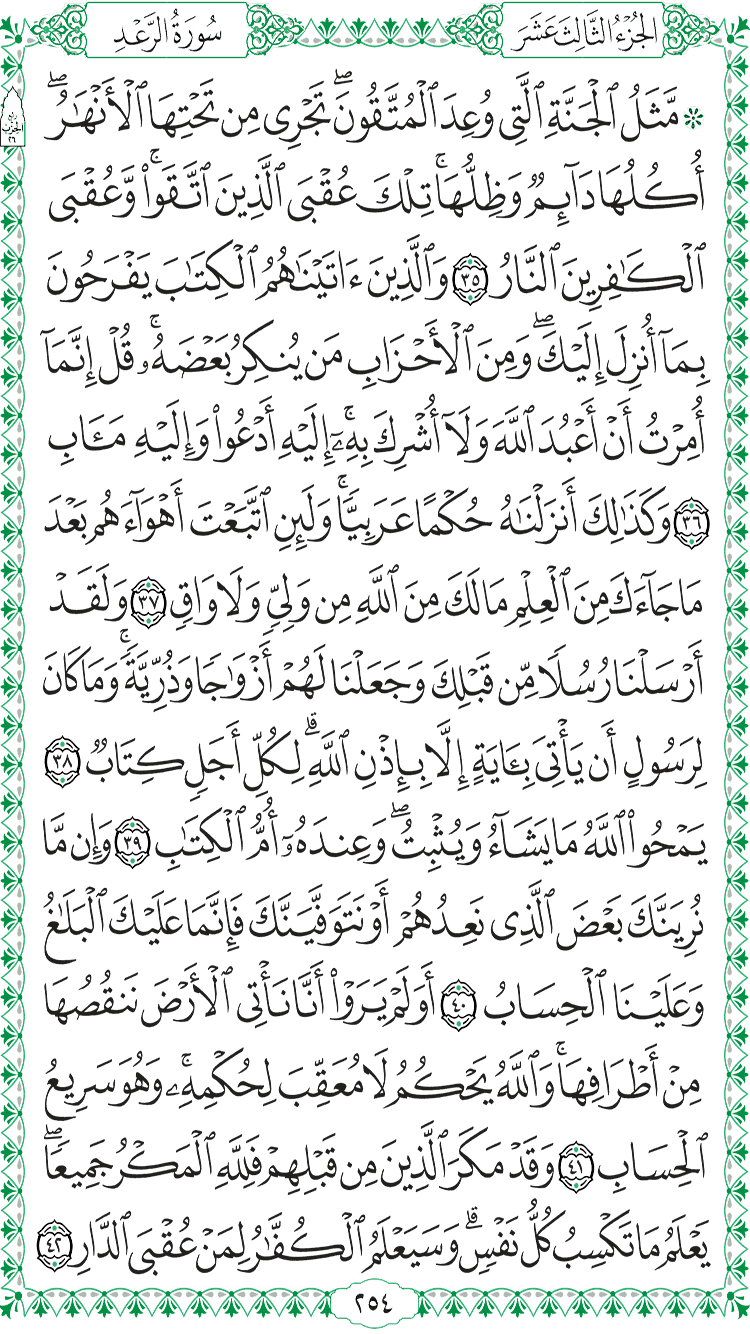 الجُزْءُ الثَّالِثَ عَشَرَ
سُورَةُ الرَّعْدِ
ربع الحزب ٢٦
۞ مَّثَلُ ٱلْجَنَّةِ ٱلَّتِى وُعِدَ ٱلْمُتَّقُونَۖ تَجْرِى مِن تَحْتِهَا ٱلْأَنْهَٰرُۖ
أُكُلُهَا دَآئِمٌ وَظِلُّهَاۚ تِلْكَ عُقْبَى ٱلَّذِينَ ٱتَّقَوا۟ۖ وَّعُقْبَى
ٱلْكَٰفِرِينَ ٱلنَّارُ ٣٥ وَٱلَّذِينَ ءَاتَيْنَٰهُمُ ٱلْكِتَٰبَ يَفْرَحُونَ
بِمَآ أُنزِلَ إِلَيْكَۖ وَمِنَ ٱلْأَحْزَابِ مَن يُنكِرُ بَعْضَهُۥۚ قُلْ إِنَّمَآ
أُمِرْتُ أَنْ أَعْبُدَ ٱللَّهَ وَلَآ أُشْرِكَ بِهِۦٓۚ إِلَيْهِ أَدْعُوا۟ وَإِلَيْهِ مَـَٔابِ
٣٦ وَكَذَٰلِكَ أَنزَلْنَٰهُ حُكْمًا عَرَبِيًّاۚ وَلَئِنِ ٱتَّبَعْتَ أَهْوَآءَهُم بَعْدَ
مَا جَآءَكَ مِنَ ٱلْعِلْمِ مَا لَكَ مِنَ ٱللَّهِ مِن وَلِىٍّ وَلَا وَاقٍ ٣٧ وَلَقَدْ
أَرْسَلْنَا رُسُلًا مِّن قَبْلِكَ وَجَعَلْنَا لَهُمْ أَزْوَٰجًا وَذُرِّيَّةًۚ وَمَا كَانَ
لِرَسُولٍ أَن يَأْتِىَ بِـَٔايَةٍ إِلَّا بِإِذْنِ ٱللَّهِۗ لِكُلِّ أَجَلٍ كِتَابٌ ٣٨
يَمْحُوا۟ ٱللَّهُ مَا يَشَآءُ وَيُثْبِتُۖ وَعِندَهُۥٓ أُمُّ ٱلْكِتَٰبِ ٣٩ وَإِن مَّا
نُرِيَنَّكَ بَعْضَ ٱلَّذِى نَعِدُهُمْ أَوْ نَتَوَفَّيَنَّكَ فَإِنَّمَا عَلَيْكَ ٱلْبَلَٰغُ
وَعَلَيْنَا ٱلْحِسَابُ ٤٠ أَوَلَمْ يَرَوْا۟ أَنَّا نَأْتِى ٱلْأَرْضَ نَنقُصُهَا
مِنْ أَطْرَافِهَاۚ وَٱللَّهُ يَحْكُمُ لَا مُعَقِّبَ لِحُكْمِهِۦۚ وَهُوَ سَرِيعُ
ٱلْحِسَابِ ٤١ وَقَدْ مَكَرَ ٱلَّذِينَ مِن قَبْلِهِمْ فَلِلَّهِ ٱلْمَكْرُ جَمِيعًاۖ
يَعْلَمُ مَا تَكْسِبُ كُلُّ نَفْسٍۗ وَسَيَعْلَمُ ٱلْكُفَّٰرُ لِمَنْ عُقْبَى ٱلدَّارِ ٤٢
٢٥٤